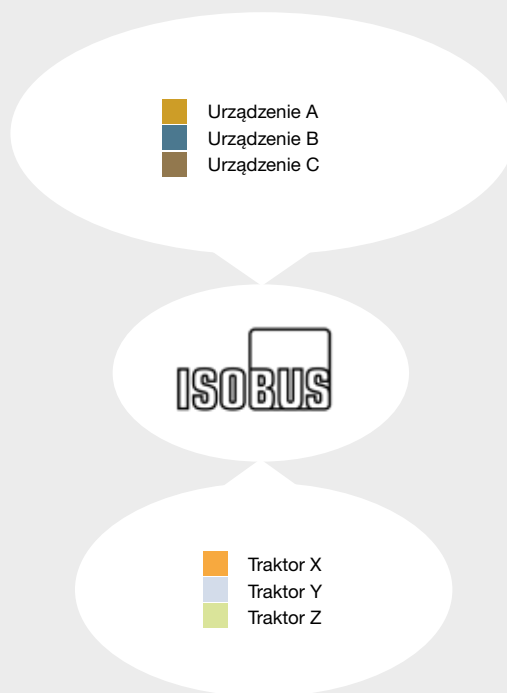 Urządzenie A
Urządzenie B
Urządzenie C
ISOBUS
Traktor X
Traktor Y
Traktor Z